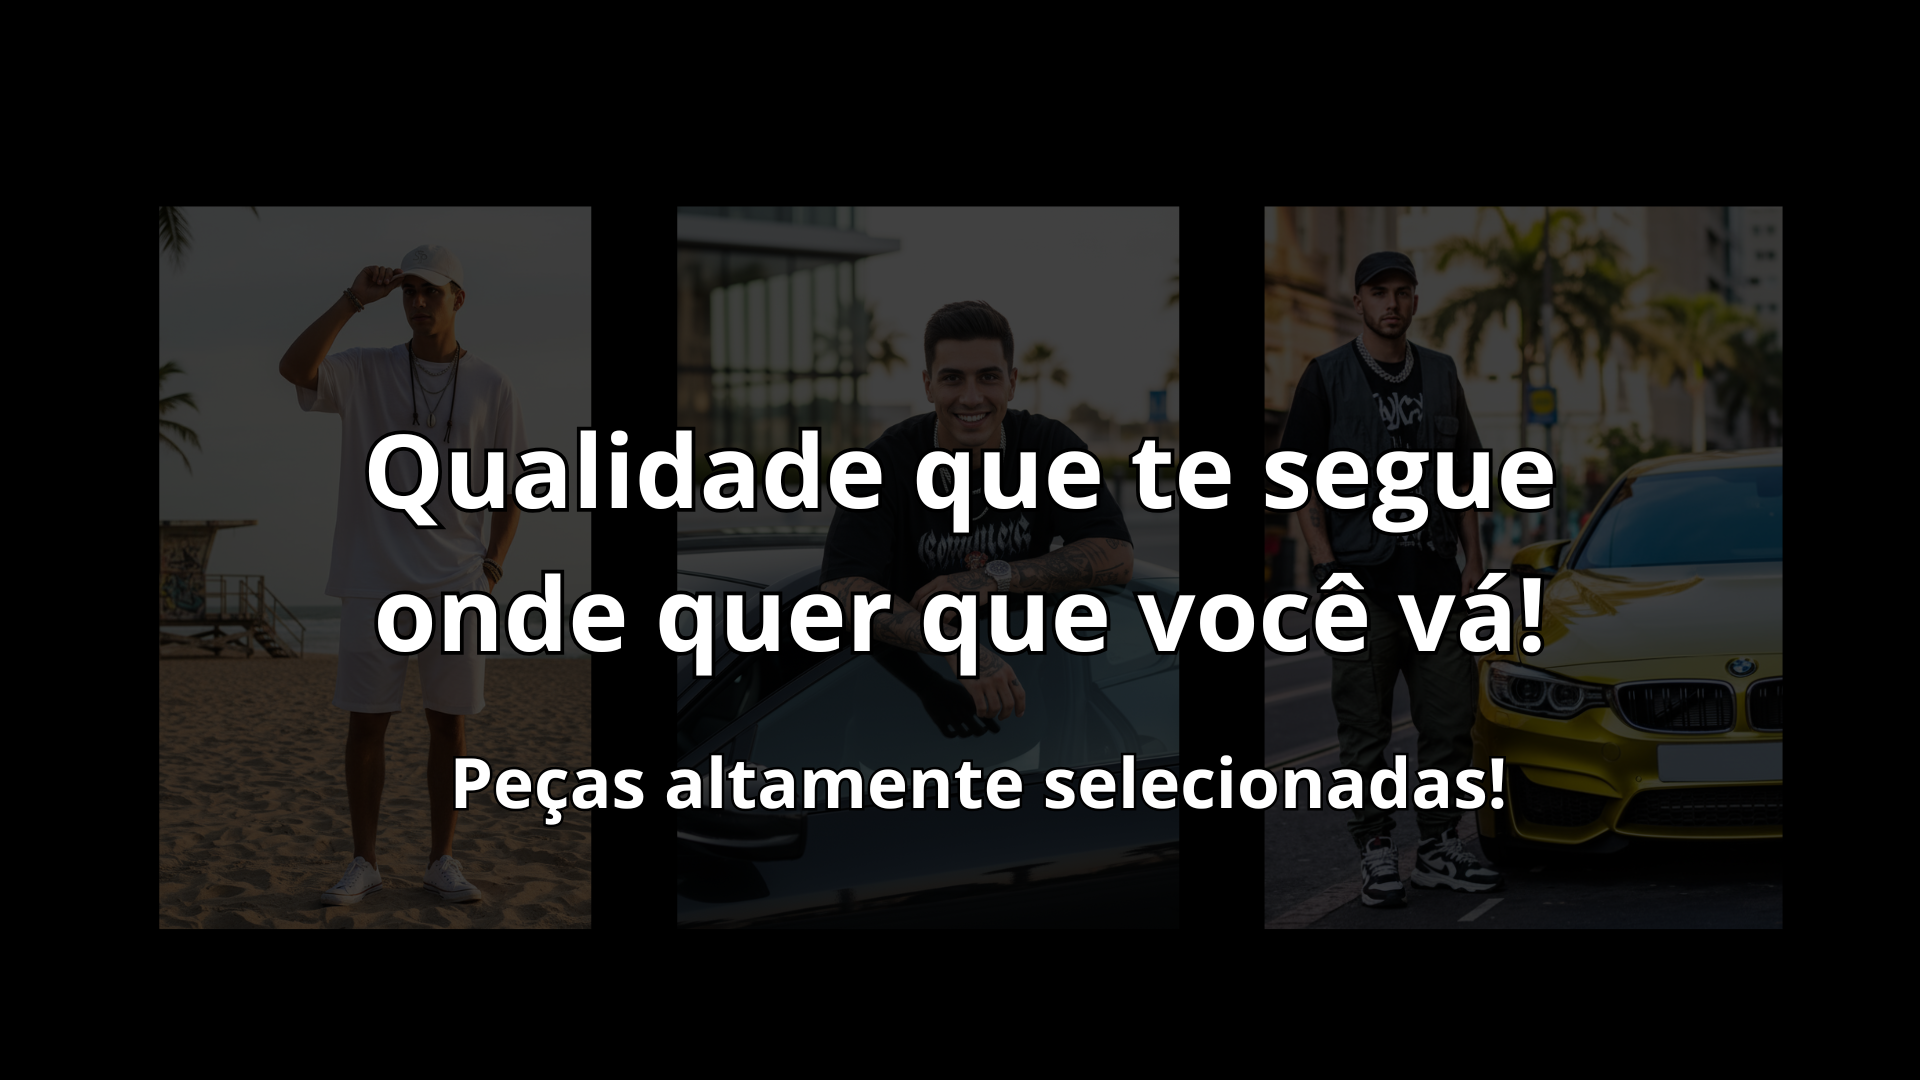 Qualidade que te segue
onde quer que você vá!
Peças altamente selecionadas!